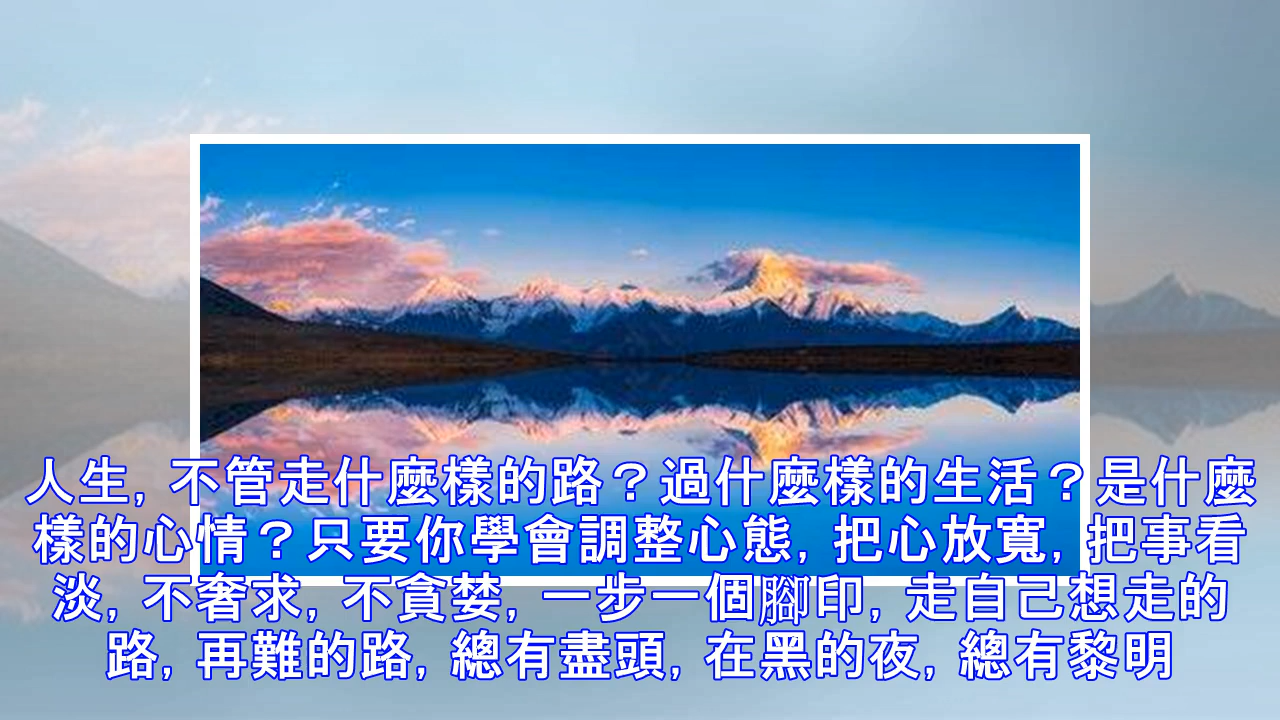 人生, 不管走什麼樣的路？過什麼樣的生活？是什麼
樣的心情？只要你學會調整心態, 把心放寬, 把事看
淡, 不奢求, 不貪婪, 一步一個腳印, 走自己想走的
路, 再難的路, 總有盡頭, 在黑的夜, 總有黎明